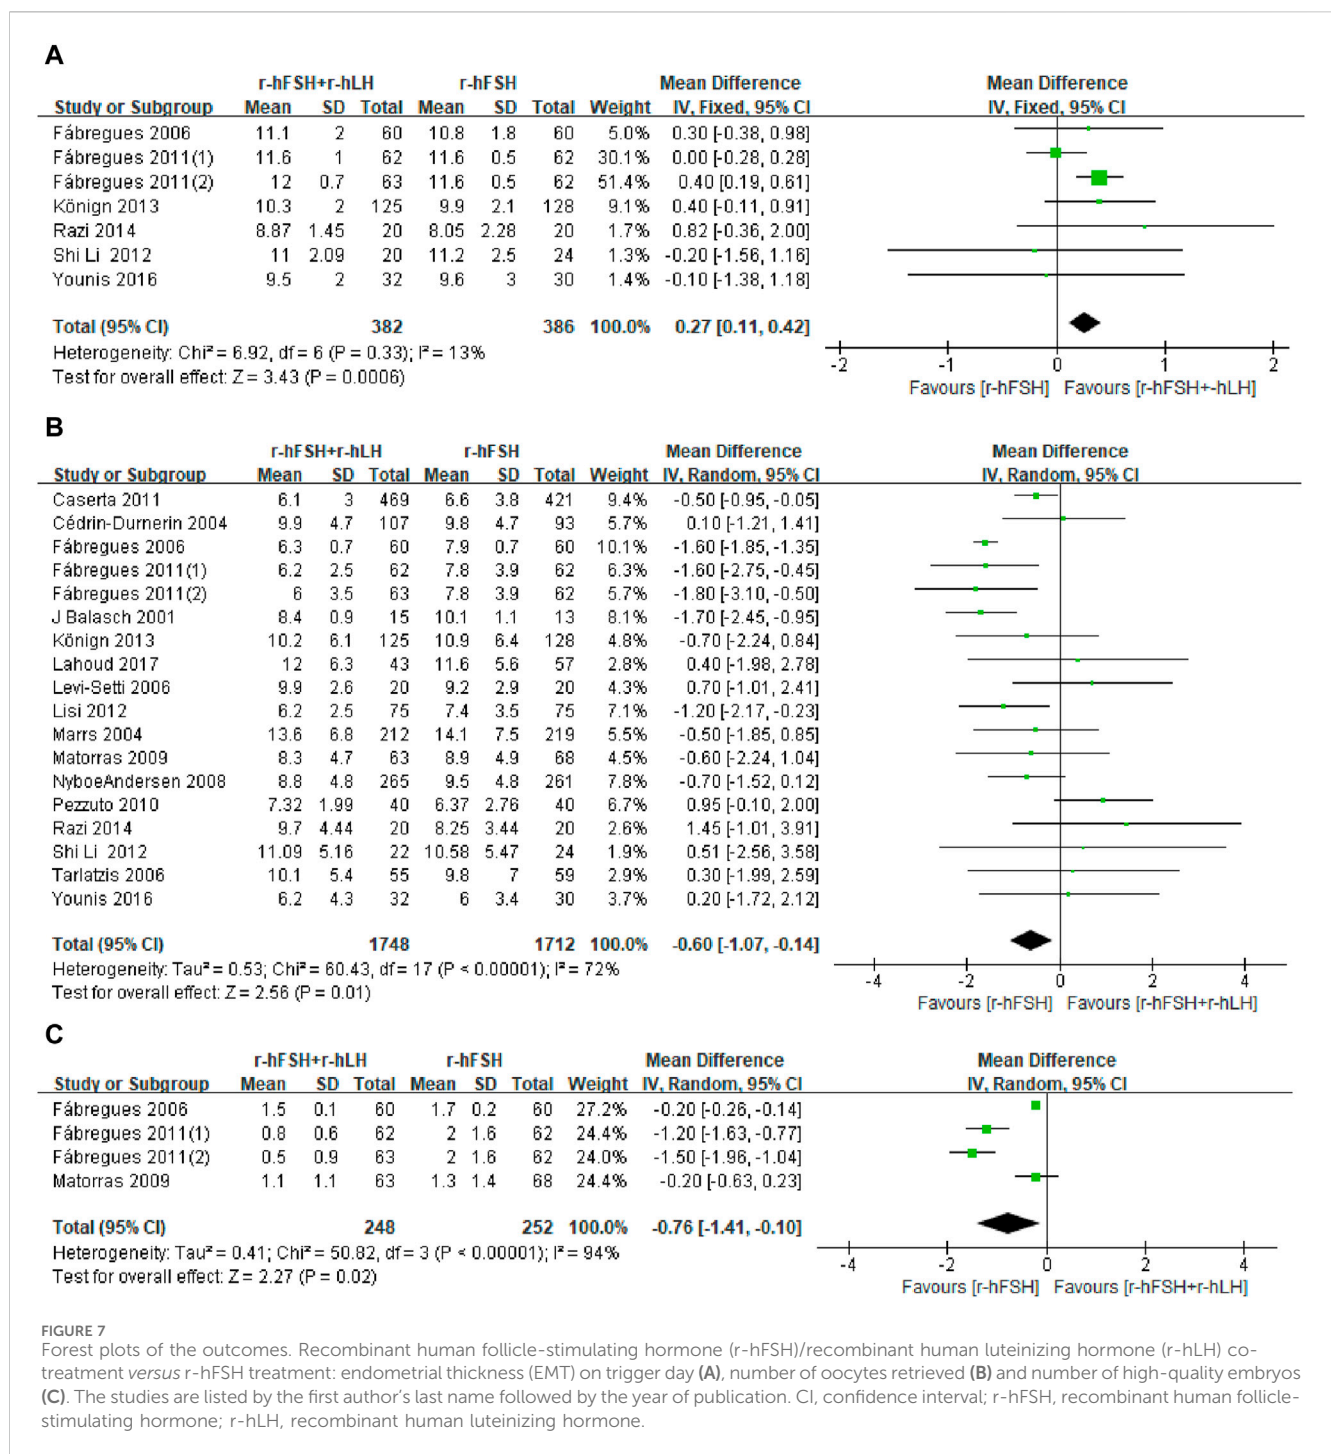 A
r-hFSH+r-hLH r-hFSH Mean Difference Mean Difference
Study or Subgroup Mean SD Total Mean SD Total Weight IV, Fixed, 95% CI IV, Fixed, 95% CI
Fábregues 2006 11.1 2 60 10.8 1.8 60 5.0% 0.30 [-0.38, 0.98]
Fábregues 2011(1) 11.6 1 62 11.6 0.5 62 30.1% 0.00 [-0.28, 0.28]
Fábregues 2011(2) 12 0.7 63 11.6 0.5 62 51.4% 0.40 [0.19, 0.61]
Könign 2013 10.3 2 125 9.9 2.1 128 9.1% 0.40 [-0.11, 0.91]
Razi 2014 8.87 1.45 20 8.05 2.28 20 1.7% 0.82 [-0.36, 2.00]
Shi Li 2012 11 2.09 20 11.2 2.5 24 1.3% -0.20 [-1.56, 1.16]
Younis 2016 9.5 2 32 9.6 3 30 1.4% -0.10 [-1.38, 1.18]
Total (95% CI) 382 386 100.0% 0.27 [0.11, 0.42]
Heterogeneity: Chi² = 6.92, df = 6 (P = 0.33); I² = 13%
Test for overall effect: Z = 3.43 (P = 0.0006)
-2 -1 0 1 2
Favours [r-hFSH] Favours [r-hFSH+-hLH]
B
r-hFSH+r-hLH r-hFSH Mean Difference Mean Difference
Study or Subgroup Mean SD Total Mean SD Total Weight IV, Random, 95% CI IV, Random, 95% CI
Caserta 2011 6.1 3 469 6.6 3.8 421 9.4% -0.50 [-0.95, -0.05]
Cédrin-Durnerin 2004 9.9 4.7 107 9.8 4.7 93 5.7% 0.10 [-1.21, 1.41]
Fábregues 2006 6.3 0.7 60 7.9 0.7 60 10.1% -1.60 [-1.85, -1.35]
Fábregues 2011(1) 6.2 2.5 62 7.8 3.9 62 6.3% -1.60 [-2.75, -0.45]
Fábregues 2011(2) 6 3.5 63 7.8 3.9 62 5.7% -1.80 [-3.10, -0.50]
J Balasch 2001 8.4 0.9 15 10.1 1.1 13 8.1% -1.70 [-2.45, -0.95]
Könign 2013 10.2 6.1 125 10.9 6.4 128 4.8% -0.70 [-2.24, 0.84]
Lahoud 2017 12 6.3 43 11.6 5.6 57 2.8% 0.40 [-1.98, 2.78]
Levi-Setti 2006 9.9 2.6 20 9.2 2.9 20 4.3% 0.70 [-1.01, 2.41]
Lisi 2012 6.2 2.5 75 7.4 3.5 75 7.1% -1.20 [-2.17, -0.23]
Marrs 2004 13.6 6.8 212 14.1 7.5 219 5.5% -0.50 [-1.85, 0.85]
Matorras 2009 8.3 4.7 63 8.9 4.9 68 4.5% -0.60 [-2.24, 1.04]
NyboeAndersen 2008 8.8 4.8 265 9.5 4.8 261 7.8% -0.70 [-1.52, 0.12]
Pezzuto 2010 7.32 1.99 40 6.37 2.76 40 6.7% 0.95 [-0.10, 2.00]
Razi 2014 9.7 4.44 20 8.25 3.44 20 2.6% 1.45 [-1.01, 3.91]
Shi Li 2012 11.09 5.16 22 10.58 5.47 24 1.9% 0.51 [-2.56, 3.58]
Tarlatzis 2006 10.1 5.4 55 9.8 7 59 2.9% 0.30 [-1.99, 2.59]
Younis 2016 6.2 4.3 32 6 3.4 30 3.7% 0.20 [-1.72, 2.12]
Total (95% CI) 1748 1712 100.0% -0.60 [-1.07, -0.14]
Heterogeneity: Tau² = 0.53; Chi² = 60.43, df = 17 (P < 0.00001); I² = 72%
Test for overall effect: Z = 2.56 (P = 0.01)
-4 -2 0 2 4
Favours [r-hFSH] Favours [r-hFSH+r-hLH]
C
r-hFSH+r-hLH r-hFSH Mean Difference Mean Difference
Study or Subgroup Mean SD Total Mean SD Total Weight IV, Random, 95% CI IV, Random, 95% CI
Fábregues 2006 1.5 0.1 60 1.7 0.2 60 27.2% -0.20 [-0.26, -0.14]
Fábregues 2011(1) 0.8 0.6 62 2 1.6 62 24.4% -1.20 [-1.63, -0.77]
Fábregues 2011(2) 0.5 0.9 63 2 1.6 62 24.0% -1.50 [-1.96, -1.04]
Matorras 2009 1.1 1.1 63 1.3 1.4 68 24.4% -0.20 [-0.63, 0.23]
Total (95% CI) 248 252 100.0% -0.76 [-1.41, -0.10]
Heterogeneity: Tau² = 0.41; Chi² = 50.82, df = 3 (P < 0.00001); I² = 94%
Test for overall effect: Z = 2.27 (P = 0.02)
-4 -2 0 2 4
Favours [r-hFSH] Favours [r-hFSH+r-hLH]
FIGURE 7
Forest plots of the outcomes. Recombinant human follicle-stimulating hormone (r-hFSH)/recombinant human luteinizing hormone (r-hLH) co-
treatment versus r-hFSH treatment: endometrial thickness (EMT) on trigger day (A), number of oocytes retrieved (B) and number of high-quality embryos
(C). The studies are listed by the first author's last name followed by the year of publication. CI, confidence interval; r-hFSH, recombinant human follicle-
stimulating hormone; r-hLH, recombinant human luteinizing hormone.